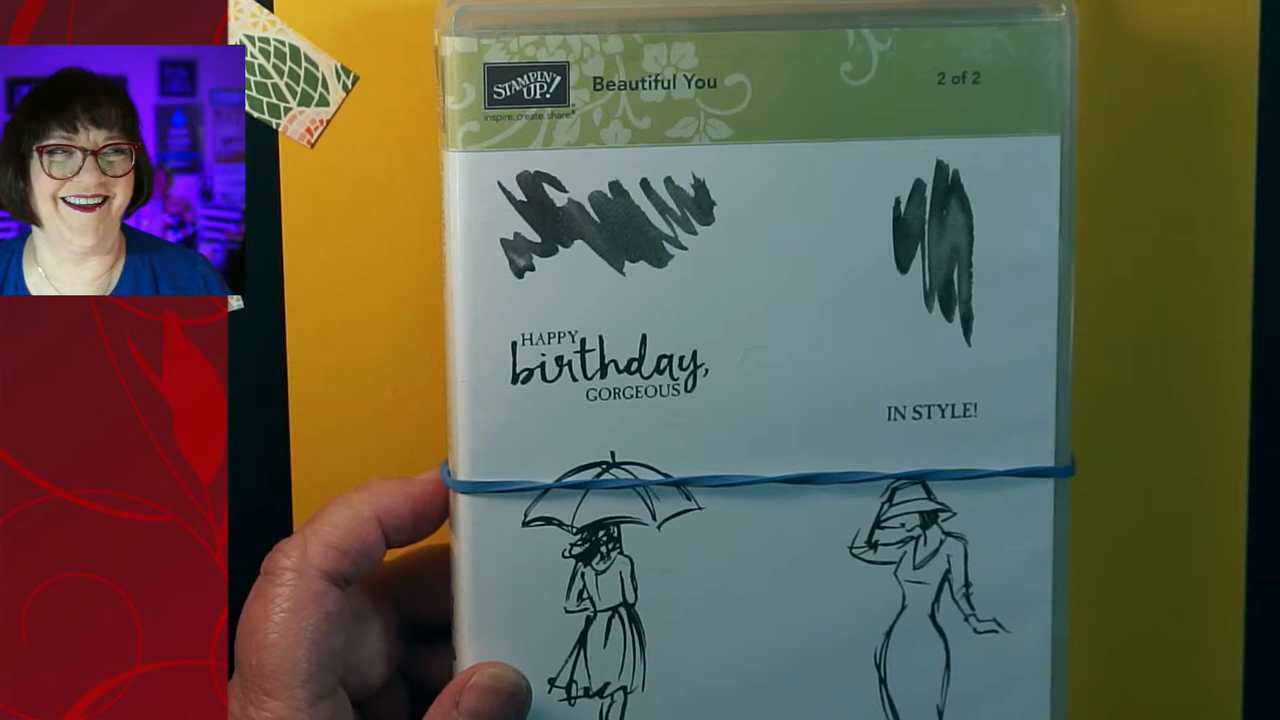 STAMPIN' UP!
inspire.create.share.
Beautiful You
2 of 2
HAPPY
birthday,
GORGEOUS
IN STYLE!